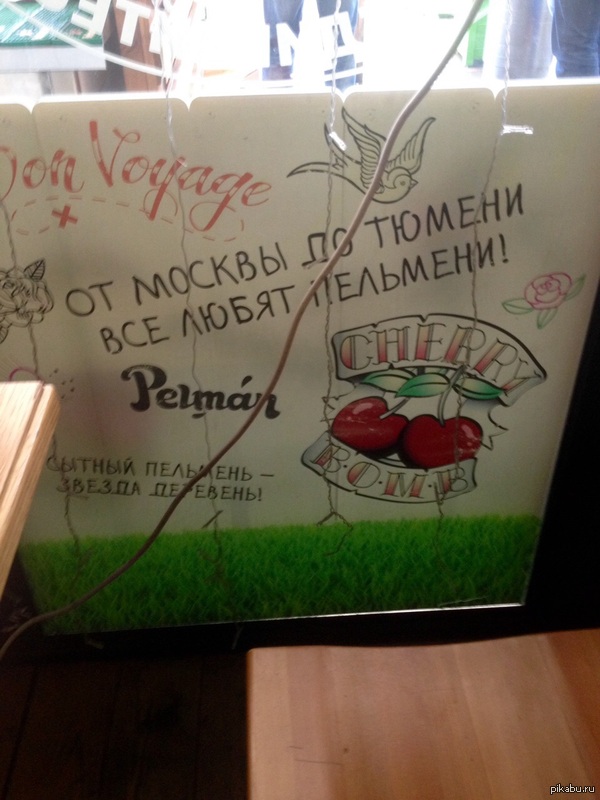 Bon Voyage
ОТ МОСКВЫ ДО ТЮМЕНИ
ВСЕ ЛЮБЯТ ПЕЛЬМЕНИ!
CHERRY
BOMB
Pelmán
СЫТНЫЙ ПЕЛЬМЕНЬ –
ЗВЕЗДА ДЕРЕВЕНЬ!
pikabu.ru